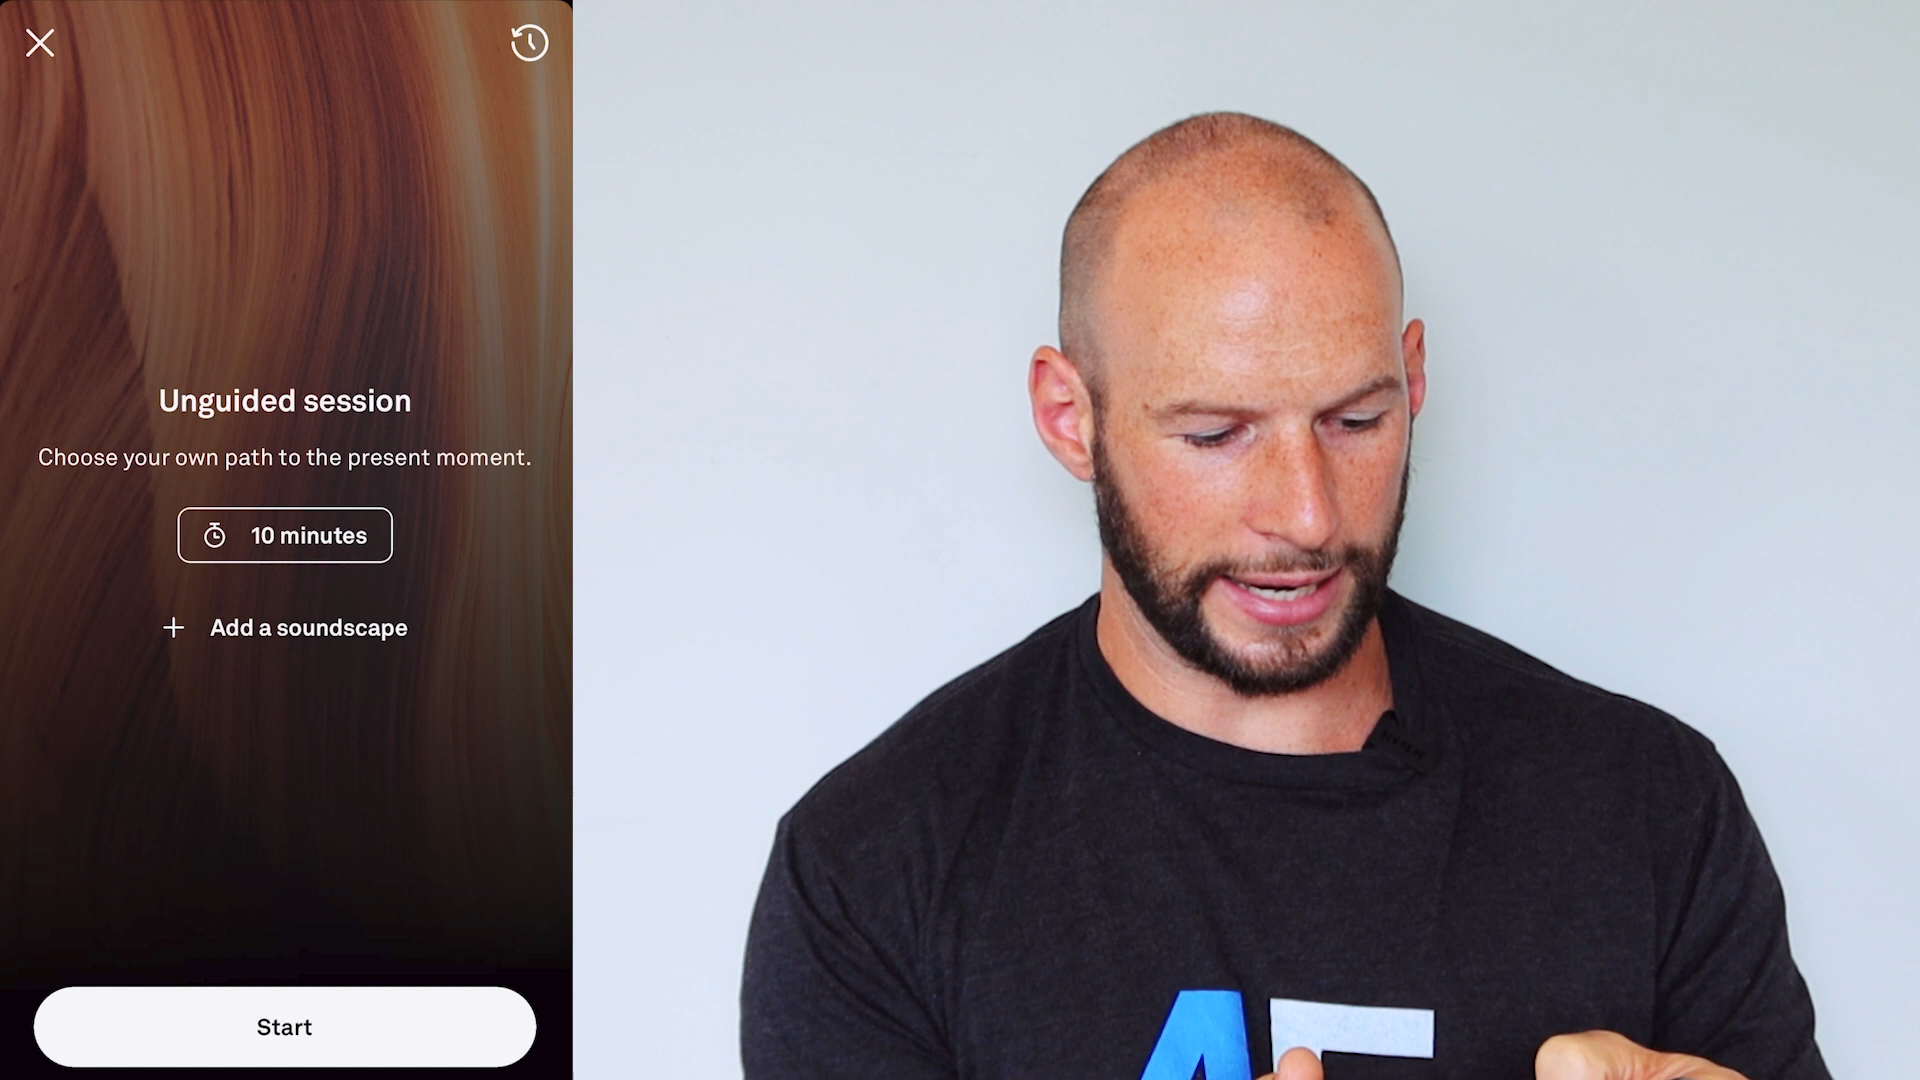 Unguided session
Choose your own path to the present moment.
10 minutes
+ Add a soundscape
Start